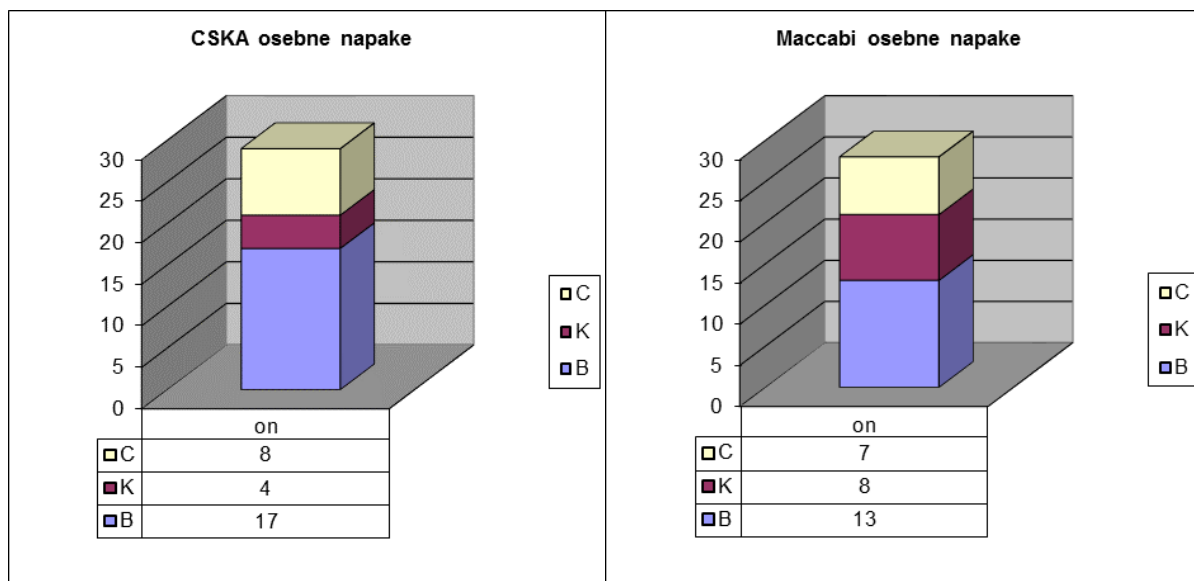 CSKA osebne napake
30
25
20
15
10
5
0
C
K
B
on
C 8
K 4
B 17
Maccabi osebne napake
30
25
20
15
10
5
0
C
K
B
on
C 7
K 8
B 13